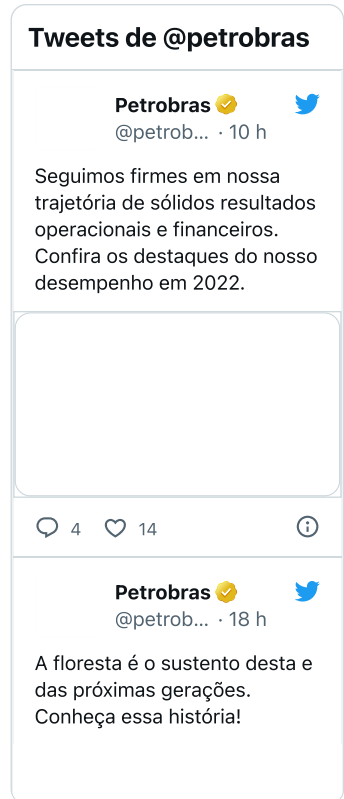 Tweets de @petrobras
Petrobras
@petrob... · 10 h
Seguimos firmes em nossa
trajetória de sólidos resultados
operacionais e financeiros.
Confira os destaques do nosso
desempenho em 2022.
4 14
Petrobras
@petrob... · 18 h
A floresta é o sustento desta e
das próximas gerações.
Conheça essa história!